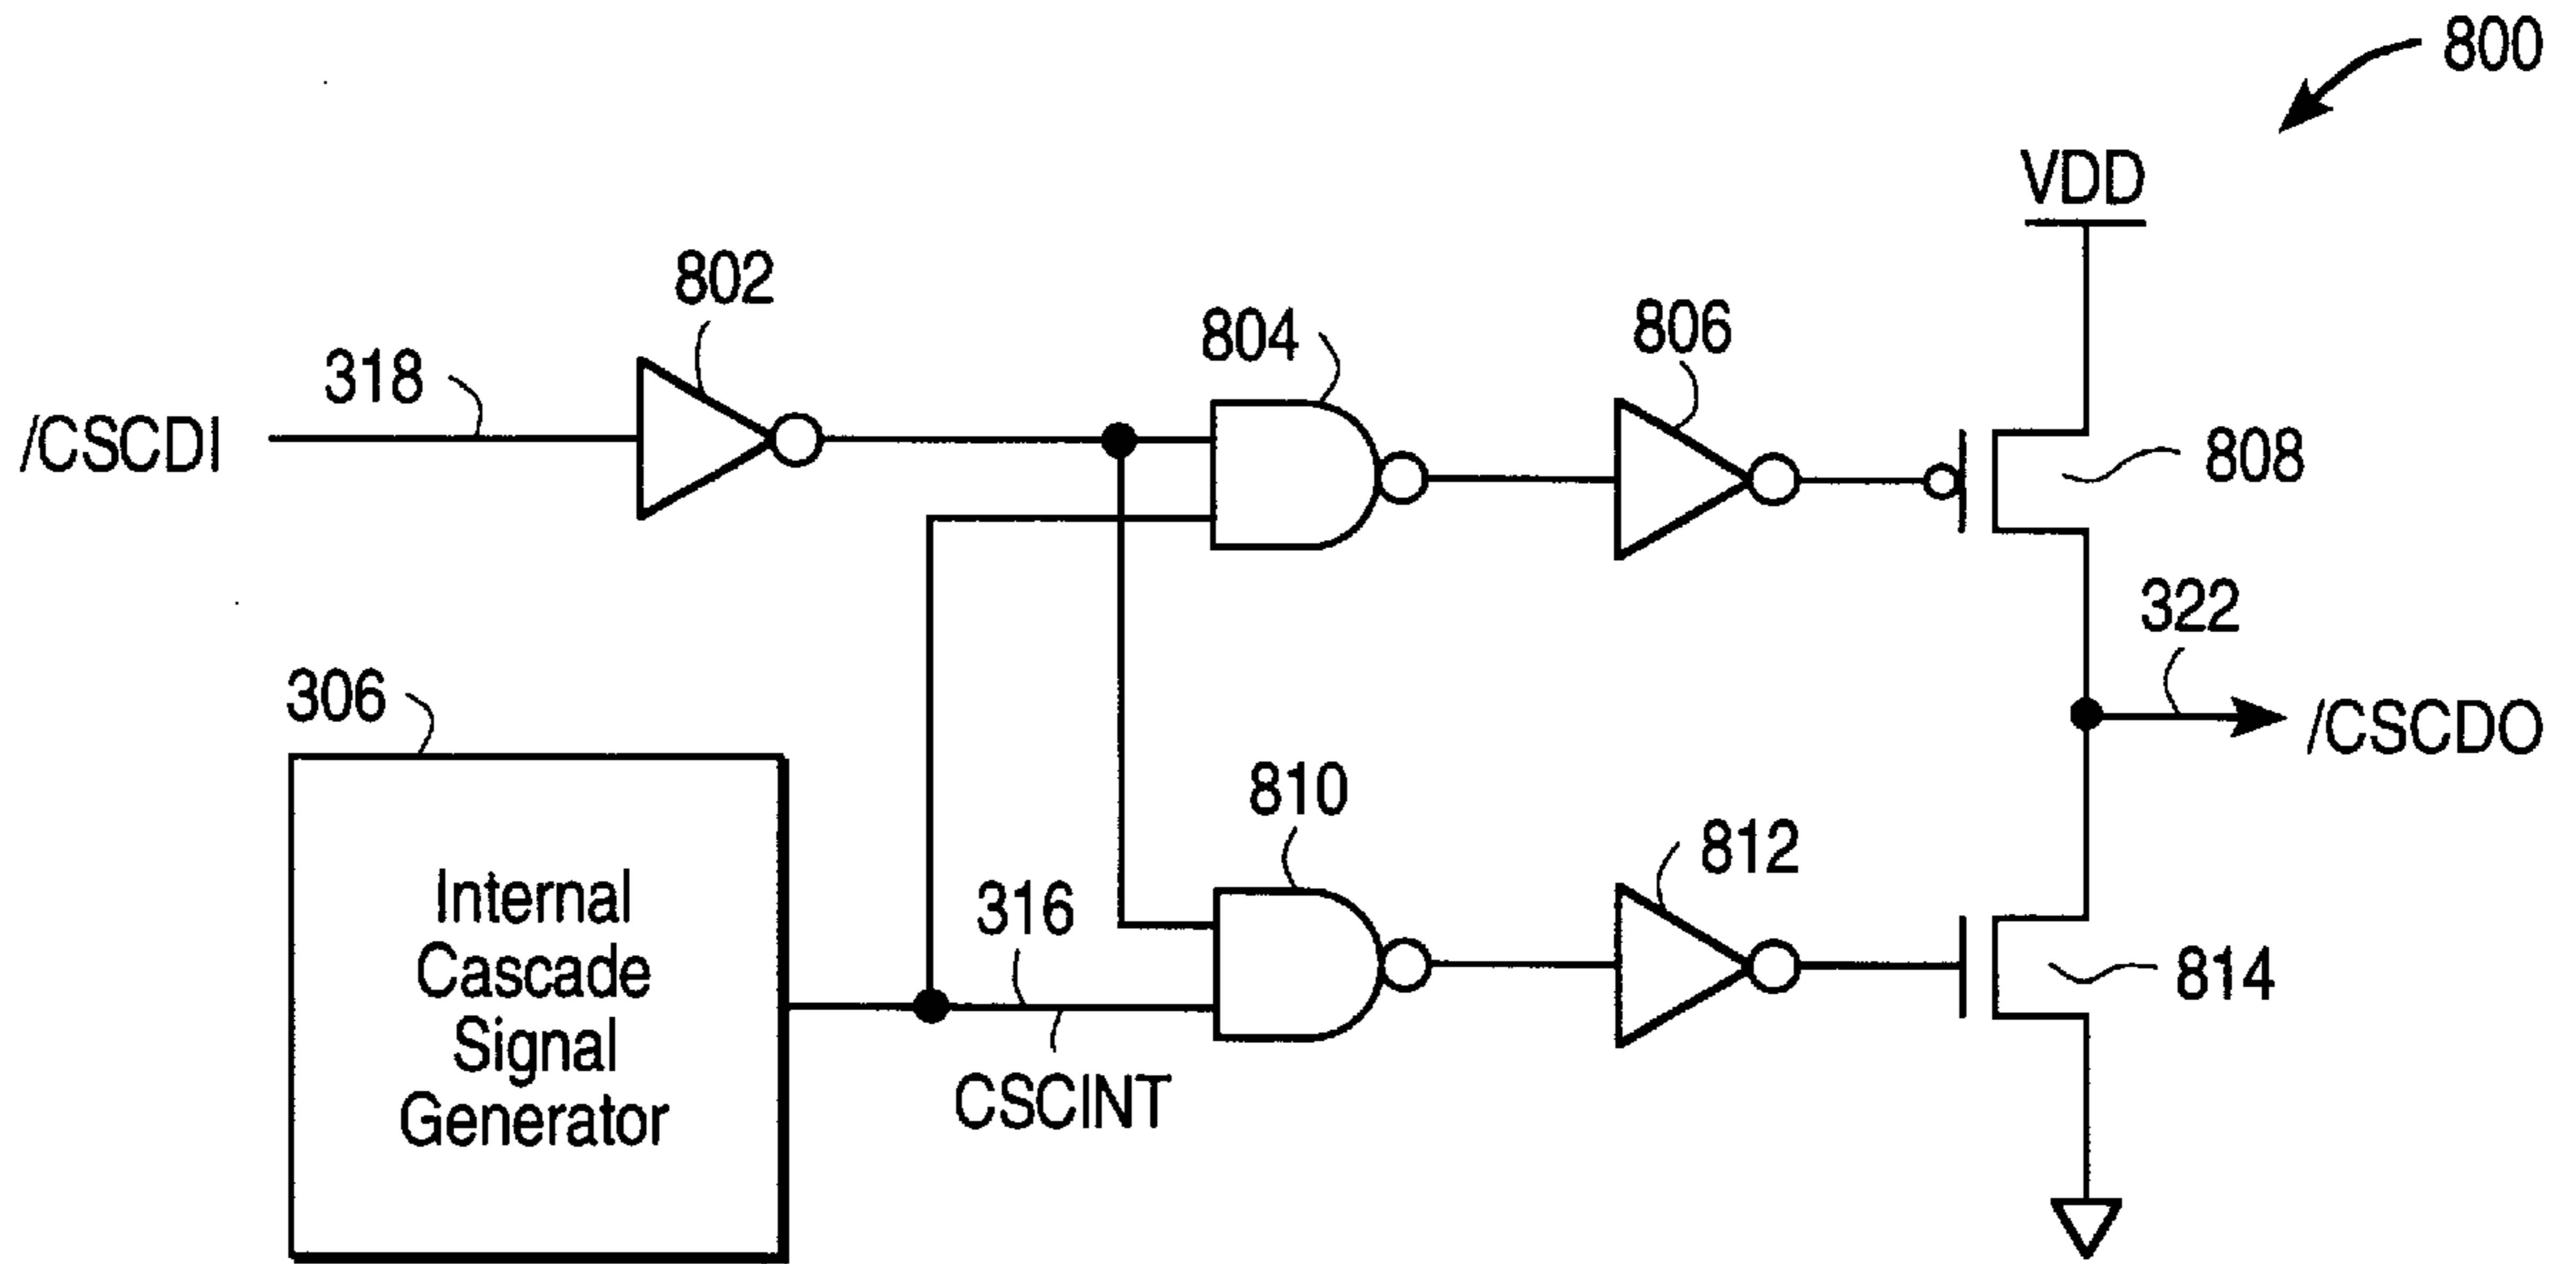 800
VDD
802
804
806
318
/CSCDI
808
322
306
/CSCDO
810
812
316
814
Internal
Cascade
Signal
Generator
CSCINT